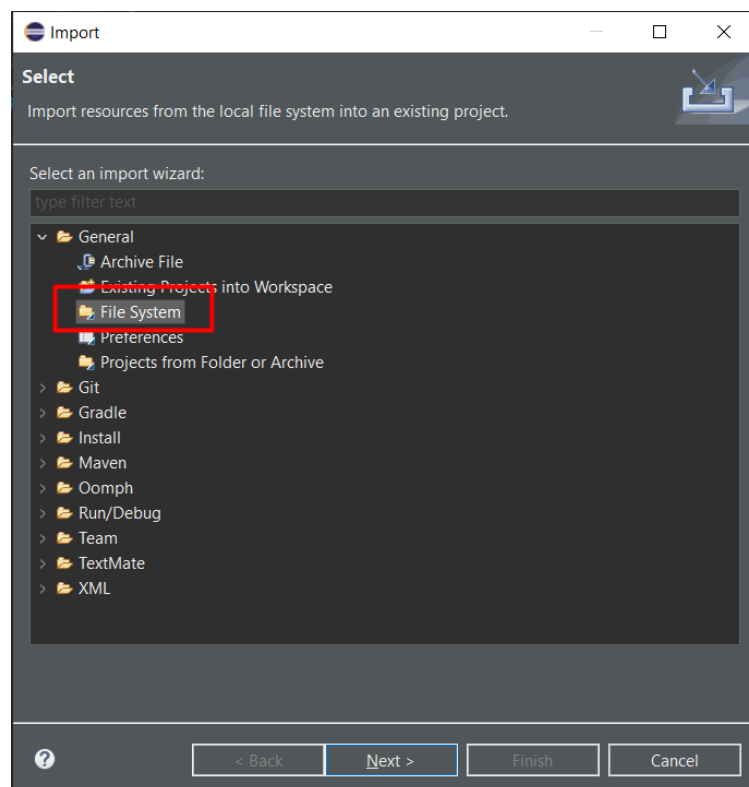 Import
Select
Import resources from the local file system into an existing project.
Select an import wizard:
type filter text
General
Archive File
Existing Projects into Workspace
File System
Preferences
Projects from Folder or Archive
Git
Gradle
Install
Maven
Oomph
Run/Debug
Team
TextMate
XML
? < Back Next > Finish Cancel